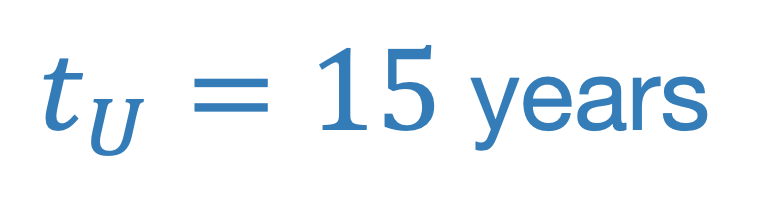 t_U = 15 years